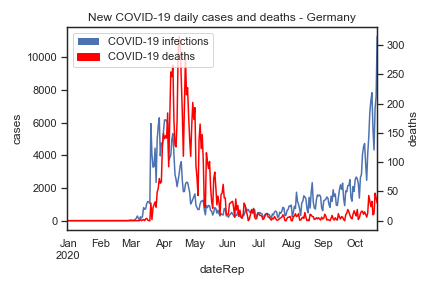 New COVID-19 daily cases and deaths - Germany
COVID-19 infections
COVID-19 deaths
cases
10000
8000
6000
4000
2000
0
deaths
300
250
200
150
100
50
0
Jan Feb Mar Apr May Jun Jul Aug Sep Oct
2020
dateRep